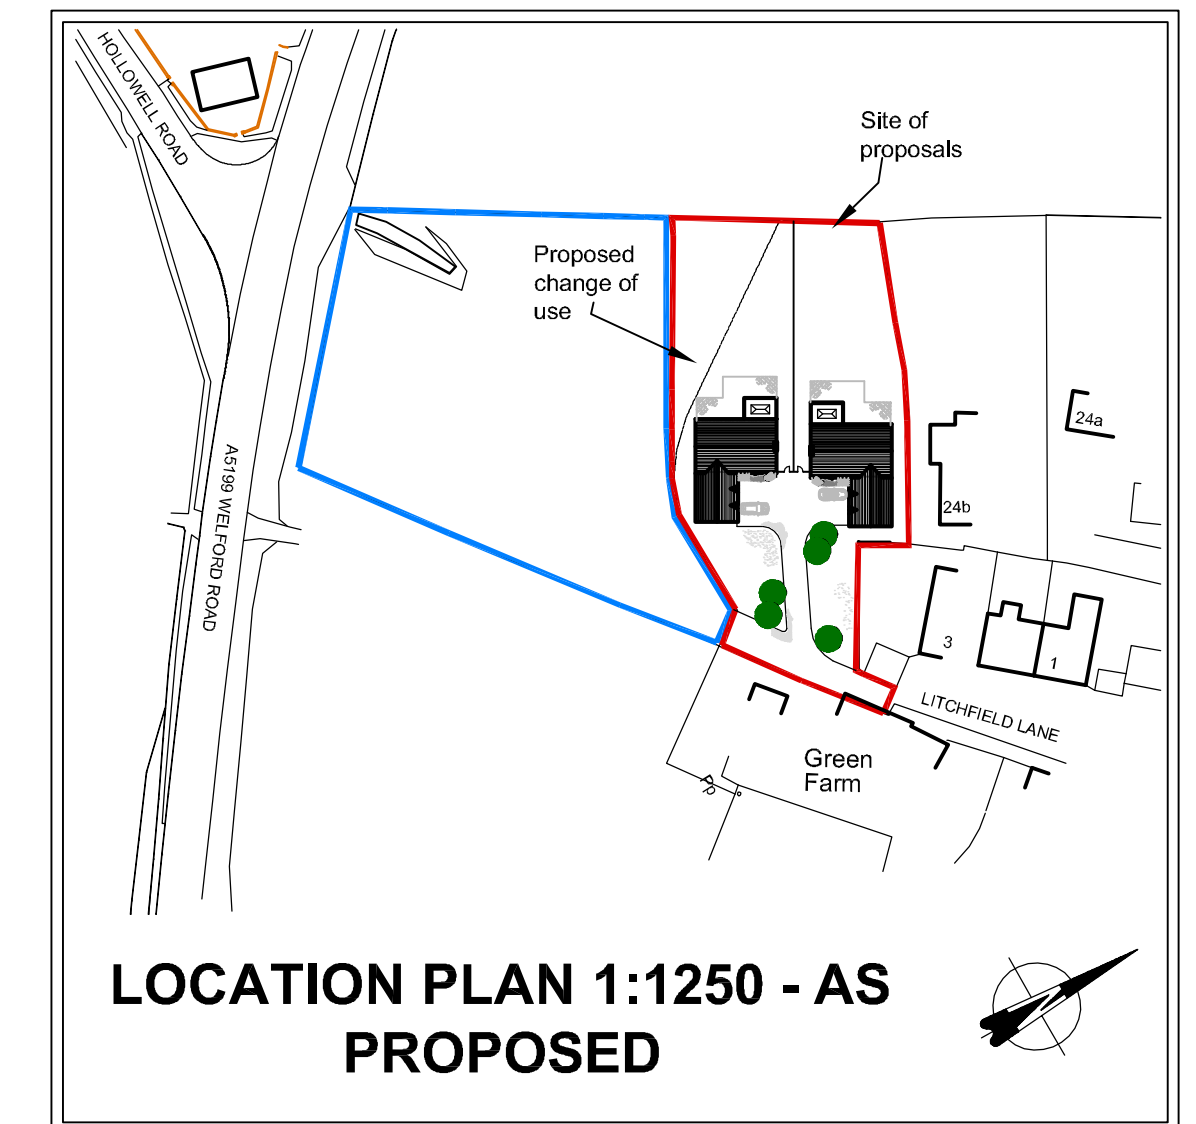 HOLLOWELL ROAD
Site of
proposals
Proposed
change of
use
24a
24b
A5199 WELFORD ROAD
3
1
LITCHFIELD LANE
Green
Farm
Pp
LOCATION PLAN 1:1250 - AS
PROPOSED